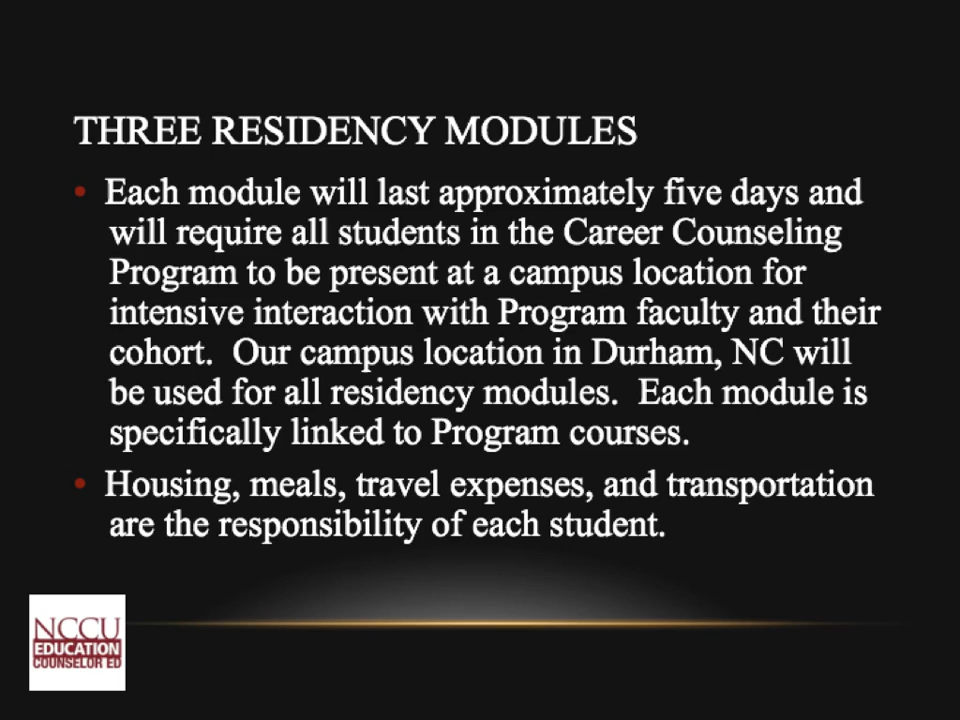 THREE RESIDENCY MODULES
• Each module will last approximately five days and
will require all students in the Career Counseling
Program to be present at a campus location for
intensive interaction with Program faculty and their
cohort.  Our campus location in Durham, NC will
be used for all residency modules.  Each module is
specifically linked to Program courses.
• Housing, meals, travel expenses, and transportation
are the responsibility of each student.
NCCU
EDUCATION
COUNSELOR ED